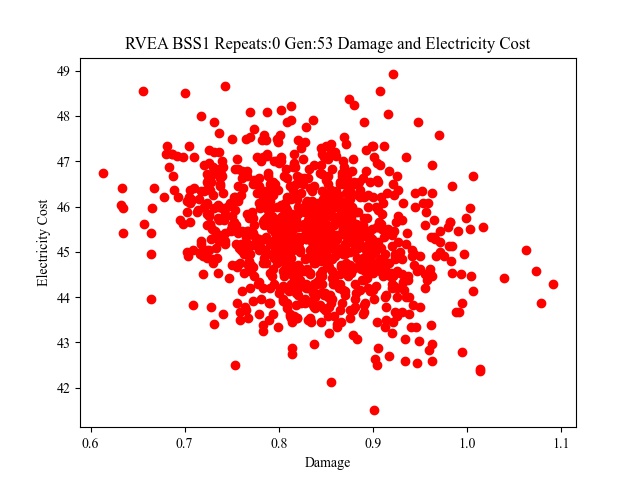 RVEA BSS1 Repeats:0 Gen:53 Damage and Electricity Cost
49
48
47
46
45
44
43
42
Electricity Cost
0.6 0.7 0.8 0.9 1.0 1.1
Damage